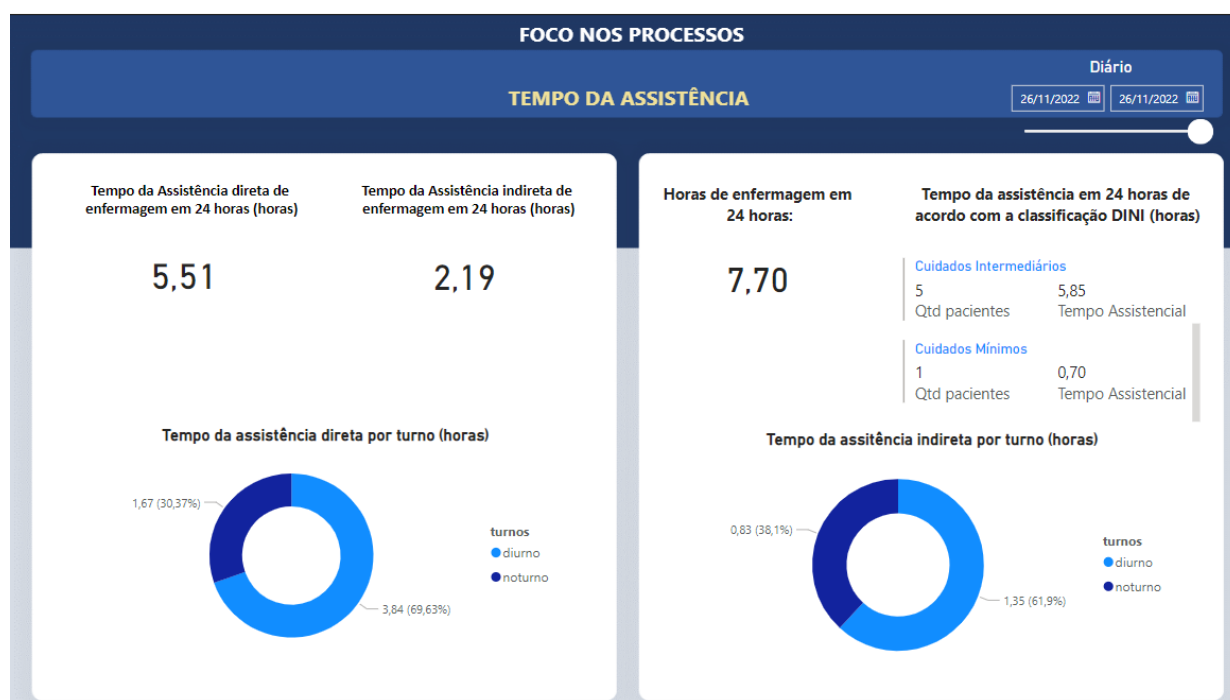 FOCO NOS PROCESSOS
Diário
TEMPO DA ASSISTÊNCIA
26/11/2022 26/11/2022
Tempo da Assistência direta de
enfermagem em 24 horas (horas)
Tempo da Assistência indireta de
enfermagem em 24 horas (horas)
5,51
2,19
Horas de enfermagem em
24 horas:
7,70
Tempo da assistência em 24 horas de
acordo com a classificação DINI (horas)
Cuidados Intermediários
5 5,85
Qtd pacientes Tempo Assistencial
Cuidados Mínimos
1 0,70
Qtd pacientes Tempo Assistencial
Tempo da assistência direta por turno (horas)
1,67 (30,37%)
3,84 (69,63%)
turnos
diurno
noturno
Tempo da assitência indireta por turno (horas)
0,83 (38,1%)
1,35 (61,9%)
turnos
diurno
noturno